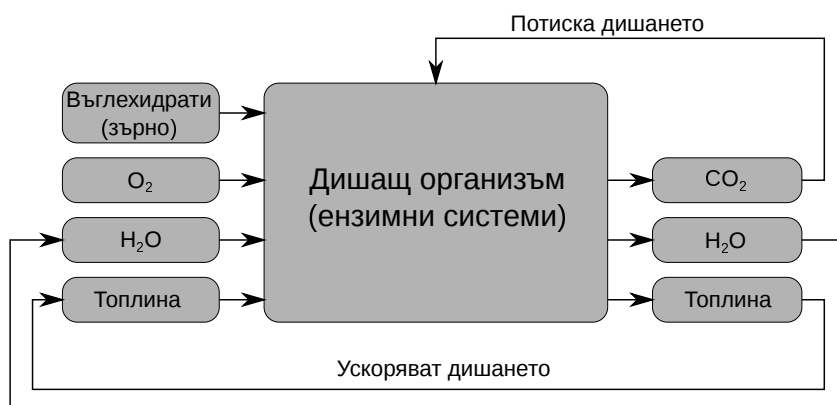 Потиска дишането
Въглехидрати
(зърно)
O₂
H₂O
Топлина
Дишащ организъм
(ензимни системи)
CO₂
H₂O
Топлина
Ускоряват дишането